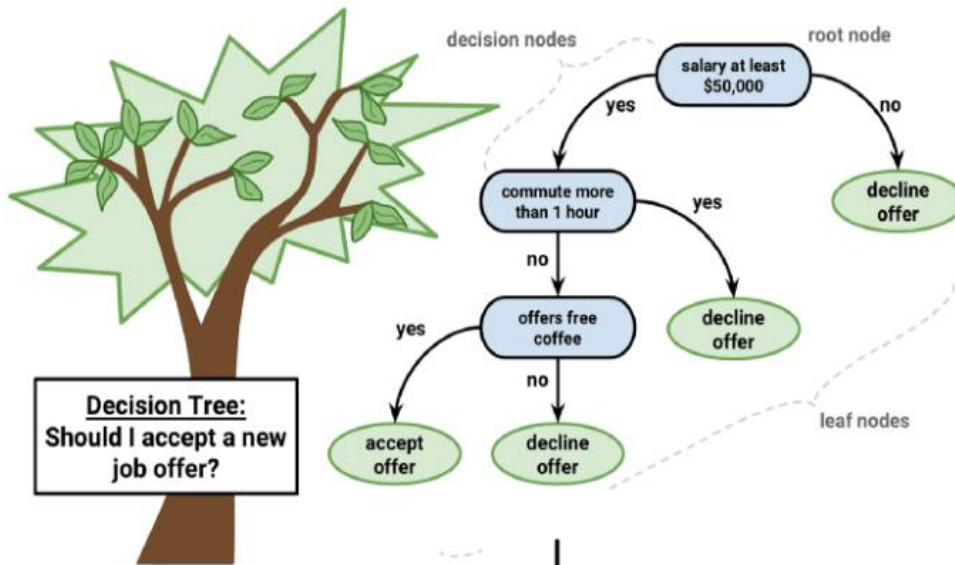 decision nodes
root node
salary at least
$50,000
yes
no
commute more
than 1 hour
yes
decline
offer
no
offers free
coffee
decline
offer
yes
no
Decision Tree:
Should I accept a new
job offer?
accept
offer
decline
offer
leaf nodes